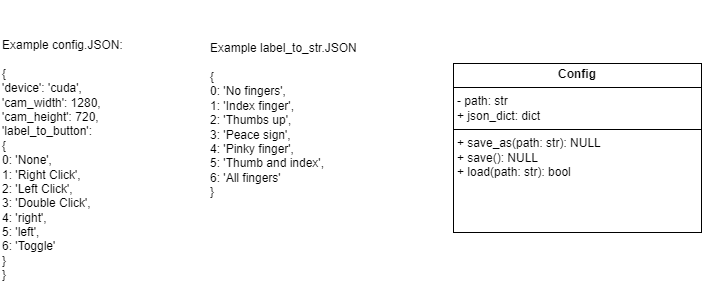 Example config.JSON:
{
'device': 'cuda',
'cam_width': 1280,
'cam_height': 720,
'label_to_button':
{
0: 'None',
1: 'Right Click',
2: 'Left Click',
3: 'Double Click',
4: 'right',
5: 'left',
6: 'Toggle'
}
}
Example label_to_str.JSON
{
0: 'No fingers',
1: 'Index finger',
2: 'Thumbs up',
3: 'Peace sign',
4: 'Pinky finger',
5: 'Thumb and index',
6: 'All fingers'
}
Config
- path: str
+ json_dict: dict
+ save_as(path: str): NULL
+ save(): NULL
+ load(path: str): bool